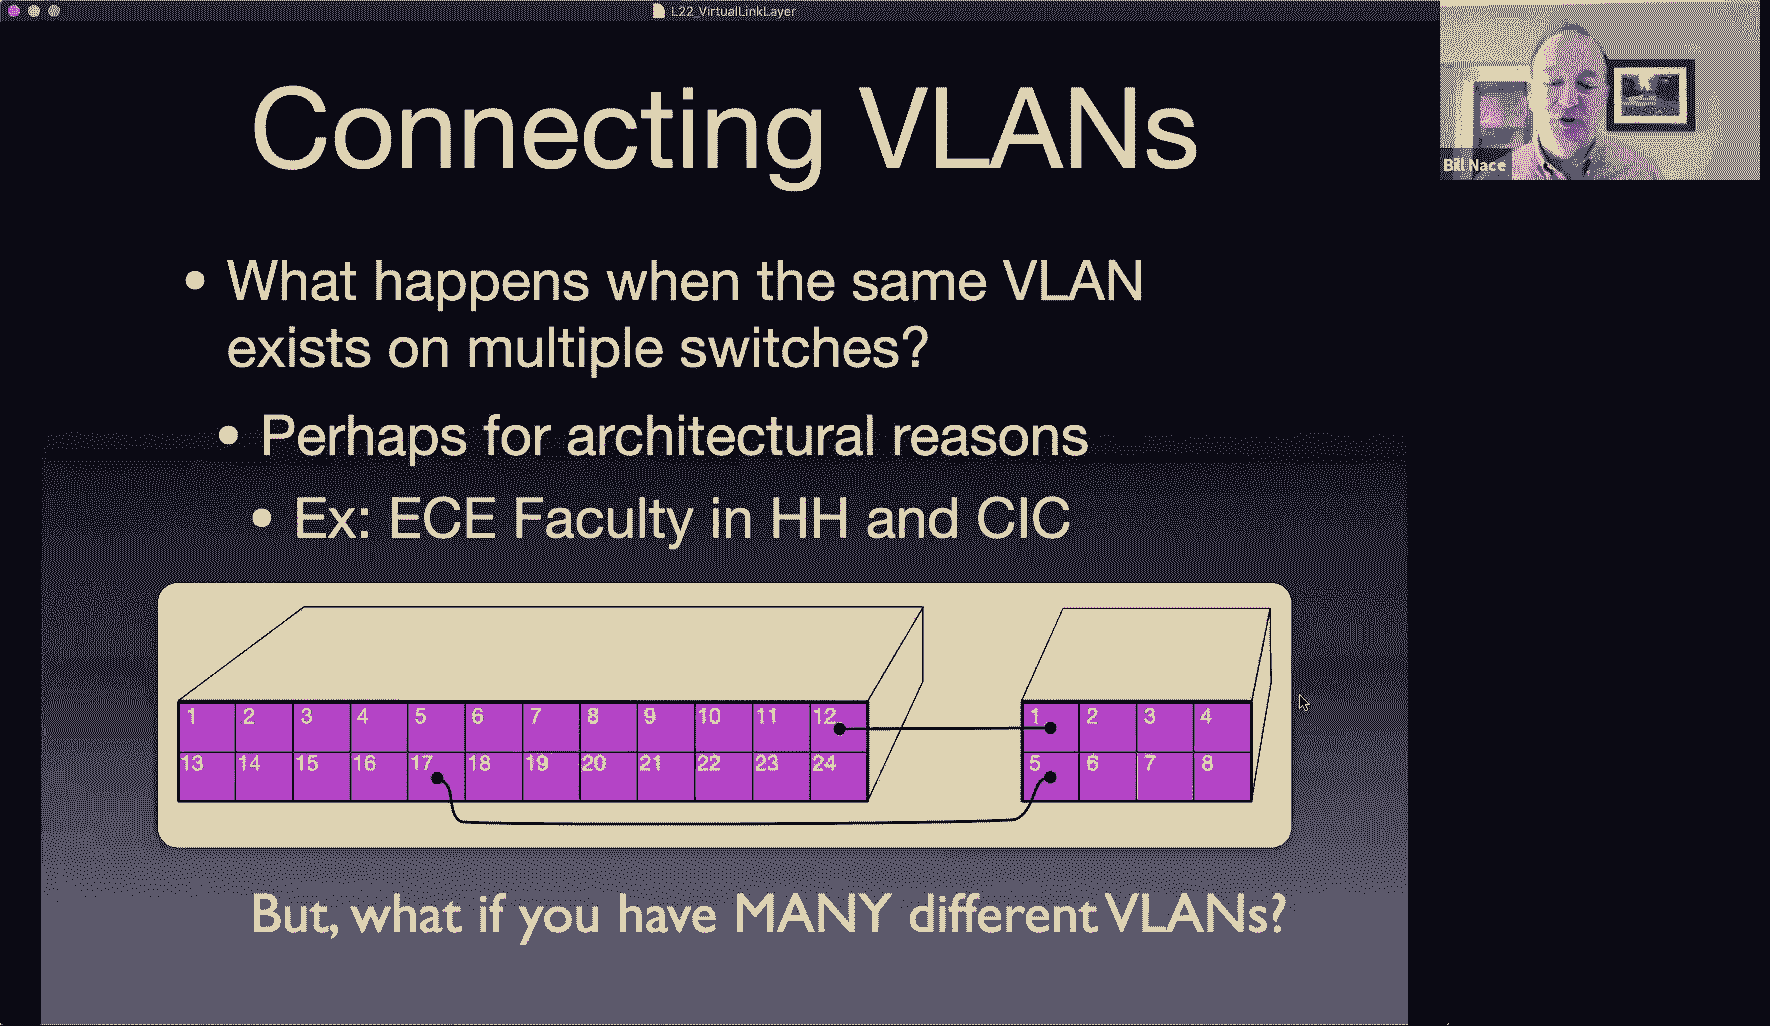 L22_VirtualLinkLayer
Connecting VLANs
Bill Nace
• What happens when the same VLAN
exists on multiple switches?
• Perhaps for architectural reasons
• Ex: ECE Faculty in HH and CIC
1 2 3 4 5 6 7 8 9 10 11 12
13 14 15 16 17 18 19 20 21 22 23 24
1 2 3 4
5 6 7 8
But, what if you have MANY different VLANs?